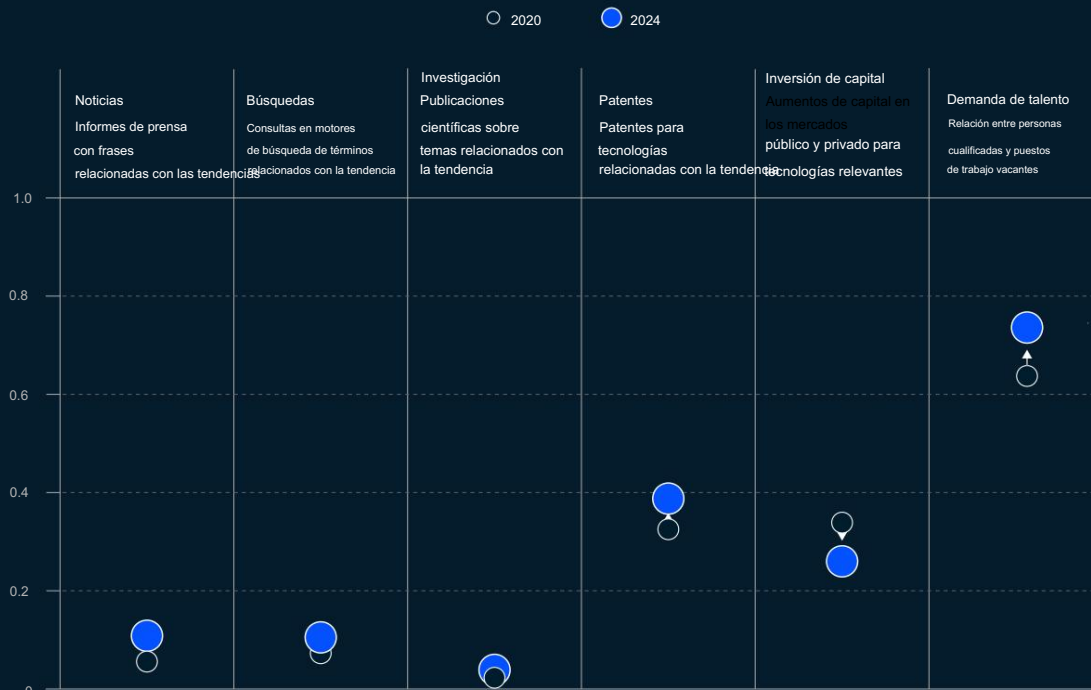 2020
2024
Noticias
Informes de prensa
con frases
relacionadas con las tendencias
Búsquedas
Consultas en motores
de búsqueda de términos
relacionados con la tendencia
Investigación
Publicaciones
científicas sobre
temas relacionados con
la tendencia
Patentes
Patentes para
tecnologías
relacionadas con la tendencia
Inversión de capital
Aumentos de capital en
los mercados
público y privado para
tecnologías relevantes
Demanda de talento
Relación entre personas
cualificadas y puestos
de trabajo vacantes
1.0
0.8
0.6
0.4
0.2
0